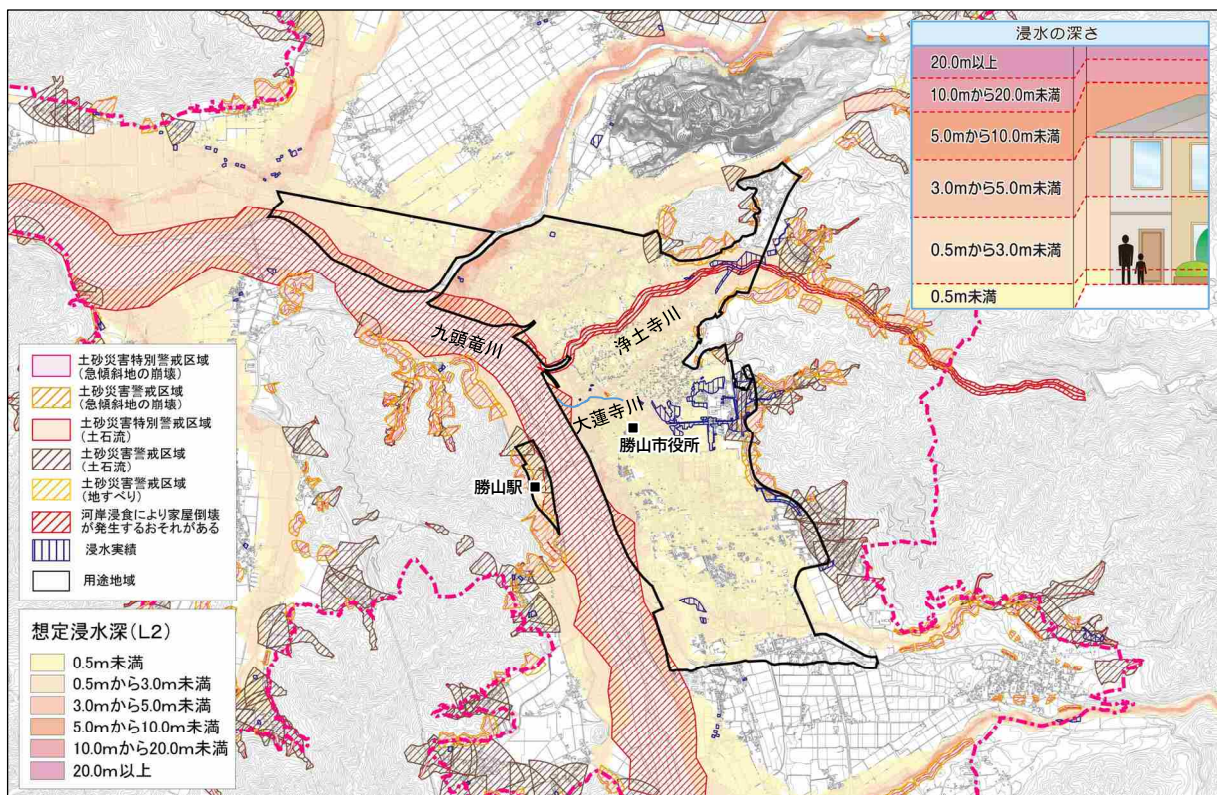 浸水の深さ
20.0m以上
10.0mから20.0m未満
5.0mから10.0m未満
3.0mから5.0m未満
0.5mから3.0m未満
0.5m未満
九頭竜川
浄土寺川
大蓮寺川
勝山市役所
勝山駅
土砂災害特別警戒区域
(急傾斜地の崩壊)
土砂災害警戒区域
(急傾斜地の崩壊)
土砂災害特別警戒区域
(土石流)
土砂災害警戒区域
(土石流)
土砂災害警戒区域
(地すべり)
河岸浸食により家屋倒壊
が発生するおそれがある
浸水実績
用途地域
想定浸水深(L2)
0.5m未満
0.5mから3.0m未満
3.0mから5.0m未満
5.0mから10.0m未満
10.0mから20.0m未満
20.0m以上